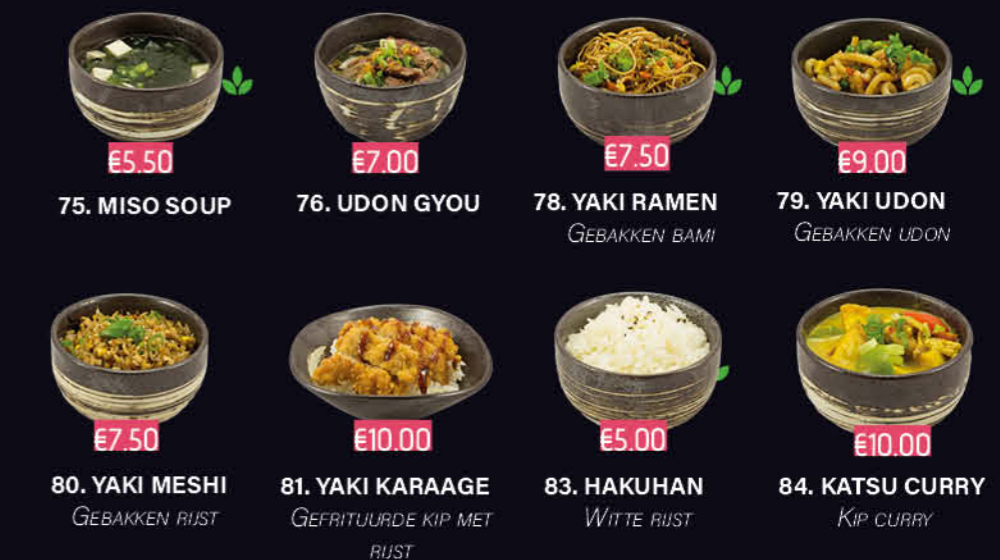 €5.50
75. MISO SOUP
€7.00
76. UDON GYOU
€7.50
78. YAKI RAMEN
GEBAKKEN BAMI
€9.00
79. YAKI UDON
GEBAKKEN UDON
€7.50
80. YAKI MESHI
GEBAKKEN RIJST
€10.00
81. YAKI KARAAGE
GEFRITUURDE KIP MET
RIJST
€5.00
83. HAKUHAN
WITTE RIJST
€10.00
84. KATSU CURRY
KIP CURRY